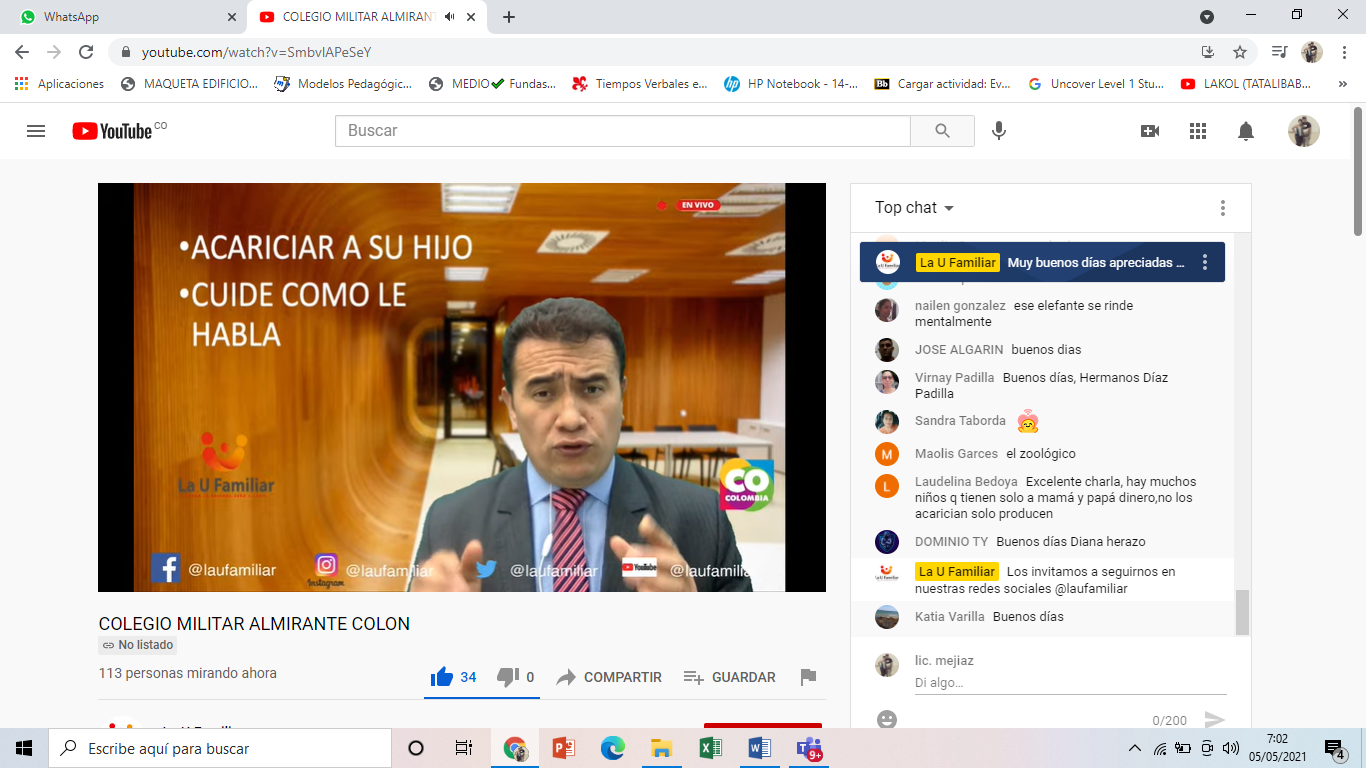 WhatsApp
COLEGIO MILITAR ALMIRANT
youtube.com/watch?v=SmbvIAPeSeY
Aplicaciones
MAQUETA EDIFICIO...
Modelos Pedagógic...
MEDIO✔ Fundas...
Tiempos Verbales e...
HP Notebook - 14-...
Bb Cargar actividad: Ev...
Uncover Level 1 Stu...
LAKOL (TATALIBAB...
»
YouTube CO
Buscar
EN VIVO
•ACARICIAR A SU HIJO
•CUIDE COMO LE
HABLA
La U Familiar
CO
COLOMBIA
@laufamiliar
Instagram
@laufamiliar
@laufamiliar
YouTube
@laufamilia
COLEGIO MILITAR ALMIRANTE COLON
No listado
113 personas mirando ahora
34
0
COMPARTIR
GUARDAR
Top chat
La U Familiar Muy buenos días apreciadas ...
nailen gonzalez ese elefante se rinde
mentalmente
JOSE ALGARIN buenos dias
Virnay Padilla Buenos días, Hermanos Díaz
Padilla
Sandra Taborda
M Maolis Garces el zoológico
L Laudelina Bedoya Excelente charla, hay muchos
niños q tienen solo a mamá y papá dinero,no los
acarician solo producen
DOMINIO TY Buenos días Diana herazo
La U Familiar Los invitamos a seguirnos en
nuestras redes sociales @laufamiliar
Katia Varilla Buenos días
lic. mejiaz
Di algo...
0/200
Escribe aquí para buscar
9+
7:02
05/05/2021
4